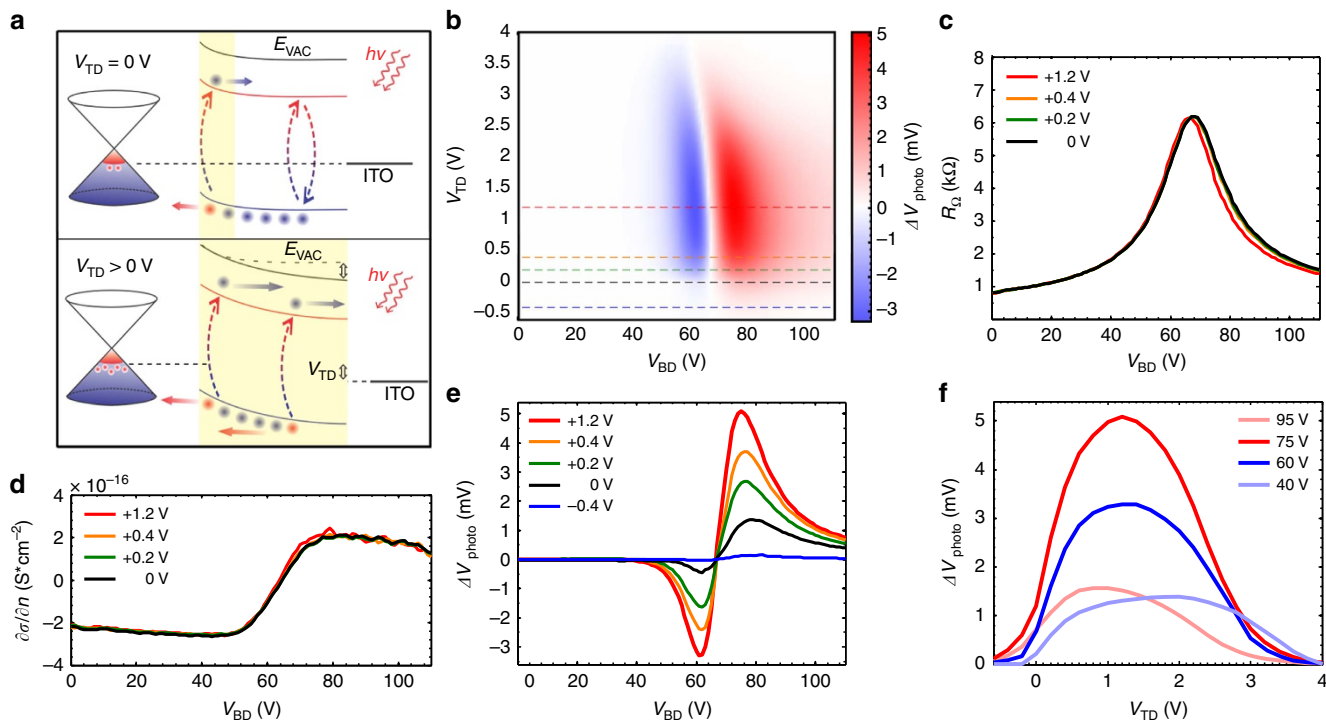 a
V_TD = 0 V
E_VAC
hν
ITO
V_TD > 0 V
E_VAC
hν
V_TD
ITO
b
4
3.5
3
2.5
2
1.5
1
0.5
0
−0.5
V_TD (V)
0 20 40 60 80 100
V_BD (V)
5
4
3
2
1
0
−1
−2
−3
ΔV_photo (mV)
c
8
7
6
5
4
3
2
1
R_Ω (kΩ)
+1.2 V
+0.4 V
+0.2 V
0 V
0 20 40 60 80 100
V_BD (V)
d
4 × 10^−16
2
0
−2
−4
∂σ/∂n (S*cm^−2)
+1.2 V
+0.4 V
+0.2 V
0 V
0 20 40 60 80 100
V_BD (V)
e
5
4
3
2
1
0
−1
−2
−3
ΔV_photo (mV)
+1.2 V
+0.4 V
+0.2 V
0 V
−0.4 V
0 20 40 60 80 100
V_BD (V)
f
5
4
3
2
1
0
ΔV_photo (mV)
95 V
75 V
60 V
40 V
0 1 2 3 4
V_TD (V)